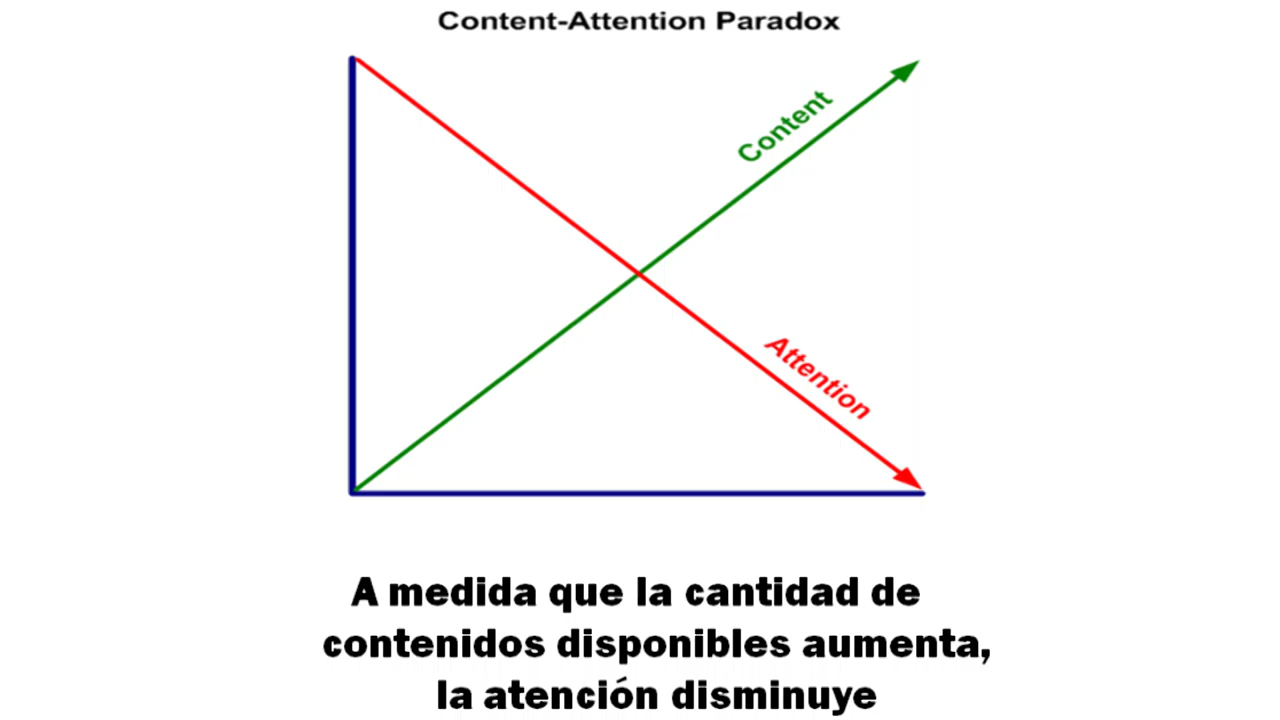 Content-Attention Paradox
Content
Attention
A medida que la cantidad de
contenidos disponibles aumenta,
la atención disminuye